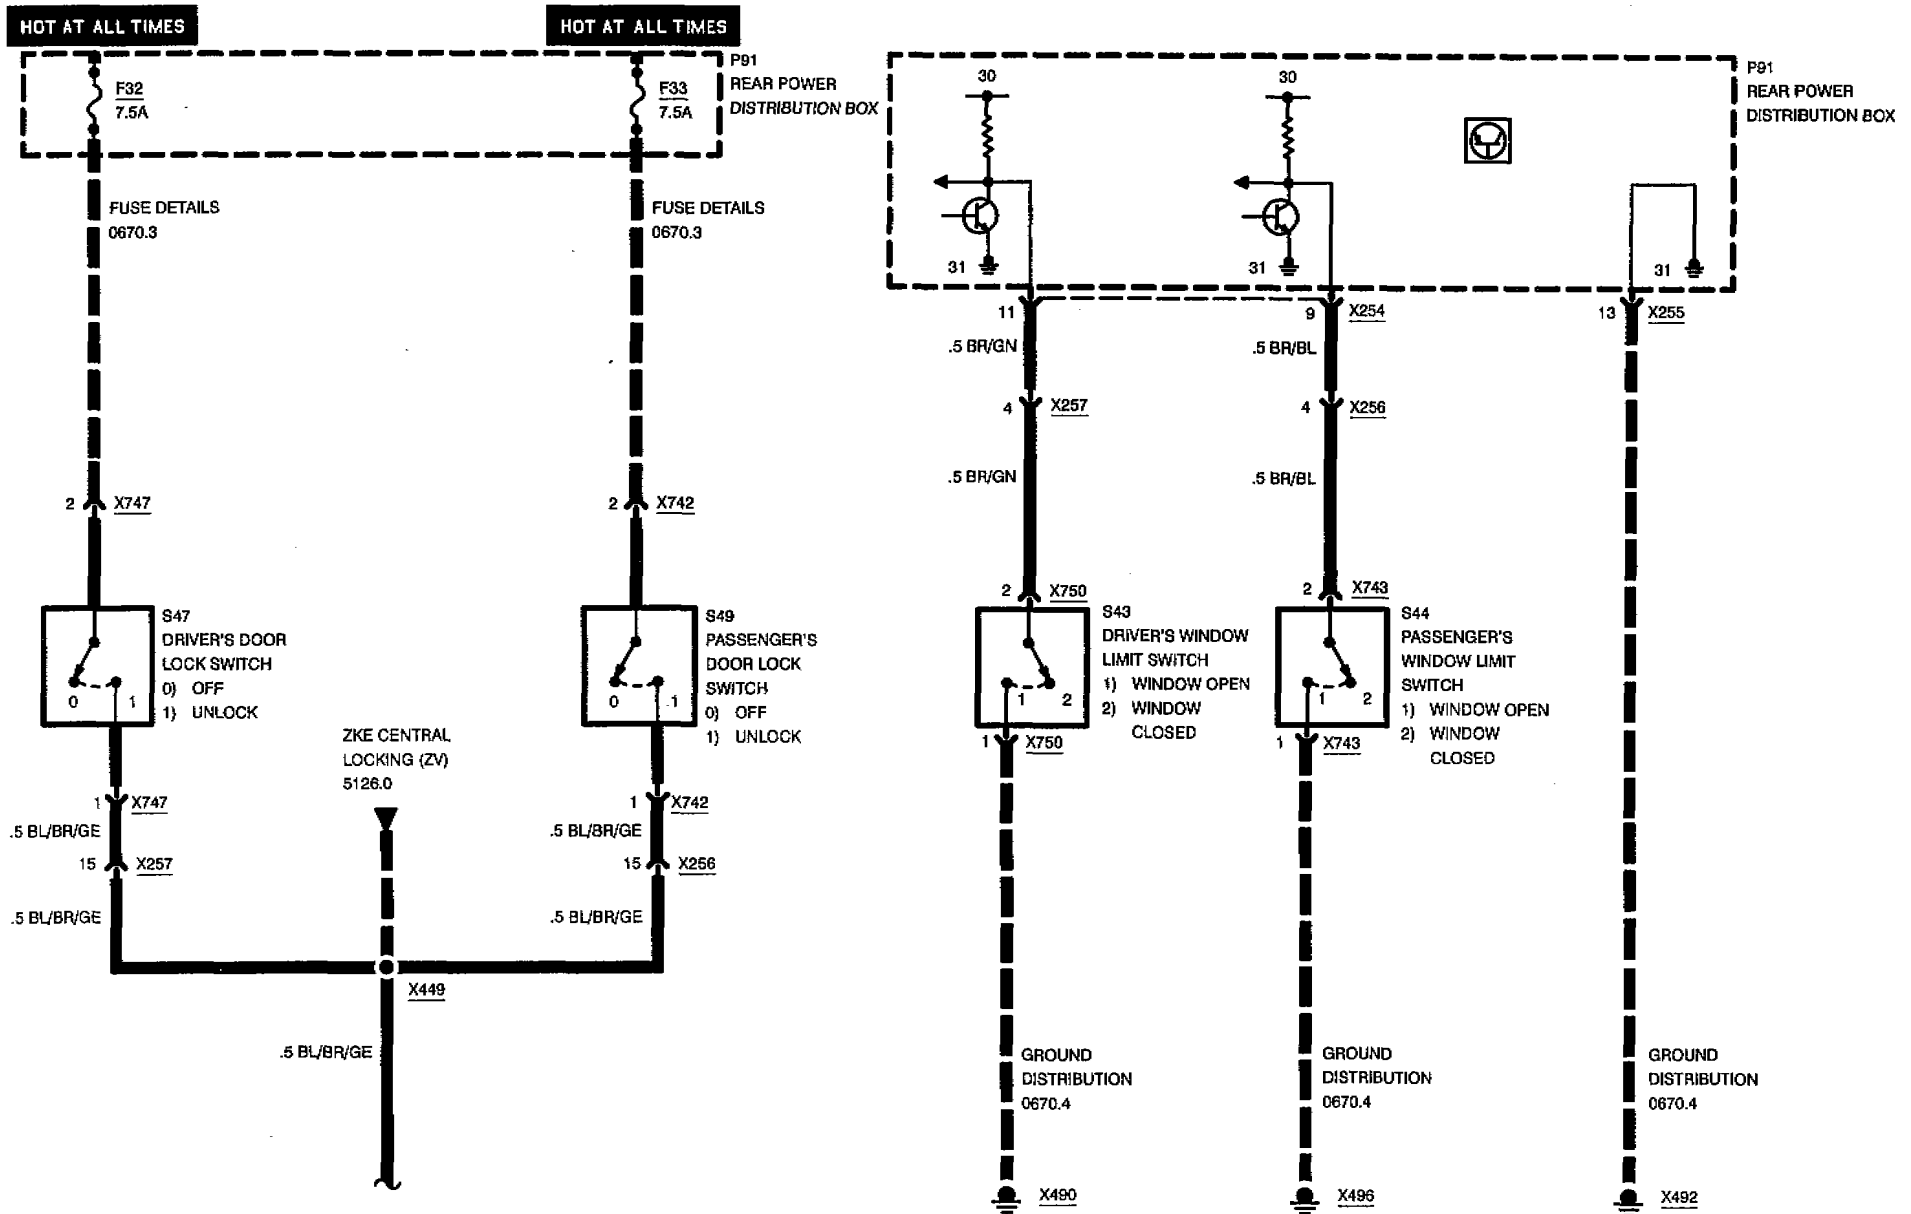 HOT AT ALL TIMES
HOT AT ALL TIMES
F32
7.5A
F33
7.5A
P91
REAR POWER
DISTRIBUTION BOX
FUSE DETAILS
0670.3
FUSE DETAILS
0670.3
2 X747
2 X742
S47
DRIVER'S DOOR
LOCK SWITCH
0) OFF
1) UNLOCK
0 1
S49
PASSENGER'S
DOOR LOCK
SWITCH
0) OFF
1) UNLOCK
0 1
ZKE CENTRAL
LOCKING (ZV)
5126.0
1 X747
.5 BL/BR/GE
15 X257
.5 BL/BR/GE
1 X742
.5 BL/BR/GE
15 X256
.5 BL/BR/GE
X449
.5 BL/BR/GE
30
30
31
31
31
P91
REAR POWER
DISTRIBUTION BOX
11
9 X254
13 X255
.5 BR/GN
.5 BR/BL
4 X257
4 X256
.5 BR/GN
.5 BR/BL
2 X750
2 X743
S43
DRIVER'S WINDOW
LIMIT SWITCH
1) WINDOW OPEN
2) WINDOW
CLOSED
1 2
S44
PASSENGER'S
WINDOW LIMIT
SWITCH
1) WINDOW OPEN
2) WINDOW
CLOSED
1 2
1 X750
1 X743
GROUND
DISTRIBUTION
0670.4
GROUND
DISTRIBUTION
0670.4
GROUND
DISTRIBUTION
0670.4
X490
X496
X492